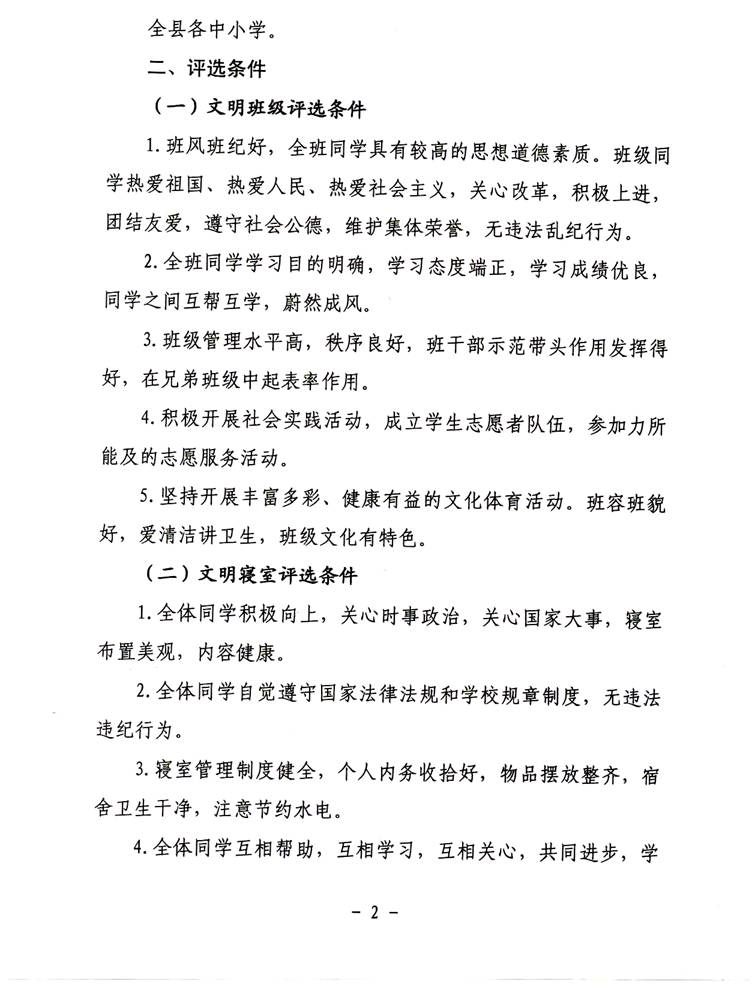 全县各中小学。
二、评选条件
（一）文明班级评选条件
1. 班风班纪好，全班同学具有较高的思想道德素质。班级同
学热爱祖国、热爱人民、热爱社会主义，关心改革，积极上进，
团结友爱，遵守社会公德，维护集体荣誉，无违法乱纪行为。
2. 全班同学学习目的明确，学习态度端正，学习成绩优良，
同学之间互帮互学，蔚然成风。
3. 班级管理水平高，秩序良好，班干部示范带头作用发挥得
好，在兄弟班级中起表率作用。
4. 积极开展社会实践活动，成立学生志愿者队伍，参加力所
能及的志愿服务活动。
5. 坚持开展丰富多彩、健康有益的文化体育活动。班容班貌
好，爱清洁讲卫生，班级文化有特色。
（二）文明寝室评选条件
1. 全体同学积极向上，关心时事政治，关心国家大事，寝室
布置美观，内容健康。
2. 全体同学自觉遵守国家法律法规和学校规章制度，无违法
违纪行为。
3. 寝室管理制度健全，个人内务收拾好，物品摆放整齐，宿
舍卫生干净，注意节约水电。
4. 全体同学互相帮助，互相学习，互相关心，共同进步，学
- 2 -